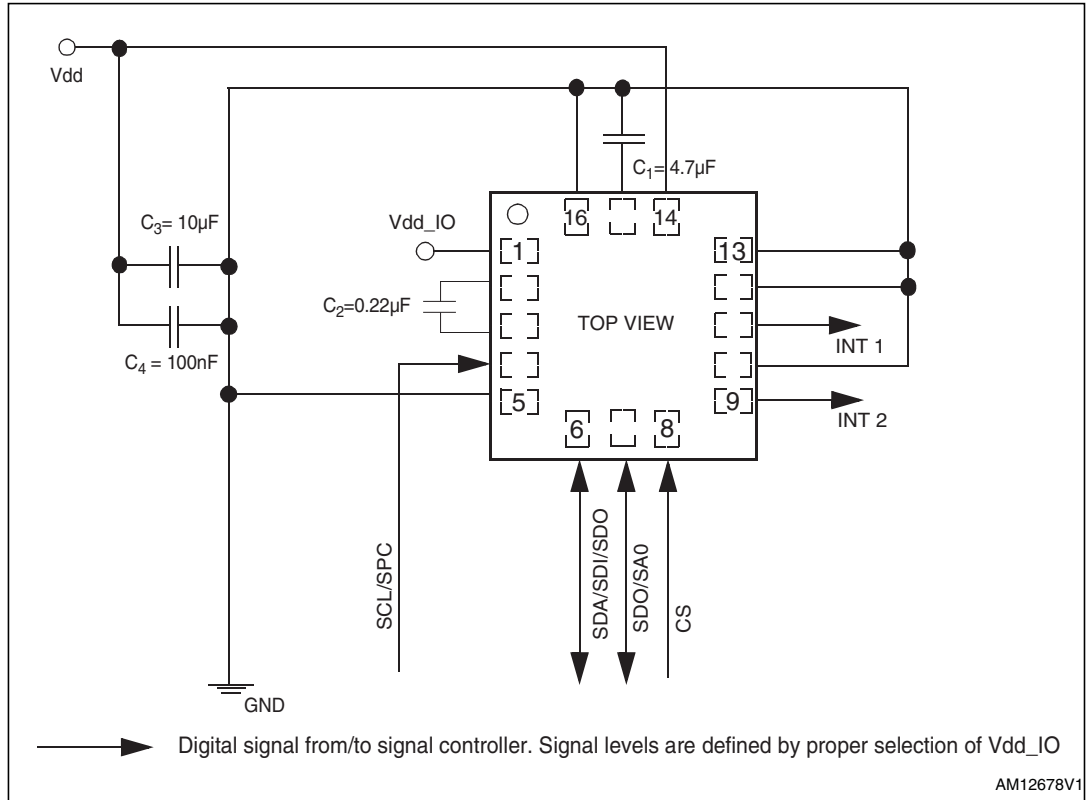 Vdd
C1= 4.7µF
C3= 10µF
Vdd_IO
16
14
1
13
C2=0.22µF
TOP VIEW
INT 1
C4 = 100nF
5
9
INT 2
6
8
SCL/SPC
SDA/SDI/SDO
SDO/SA0
CS
GND
Digital signal from/to signal controller. Signal levels are defined by proper selection of Vdd_IO
AM12678V1